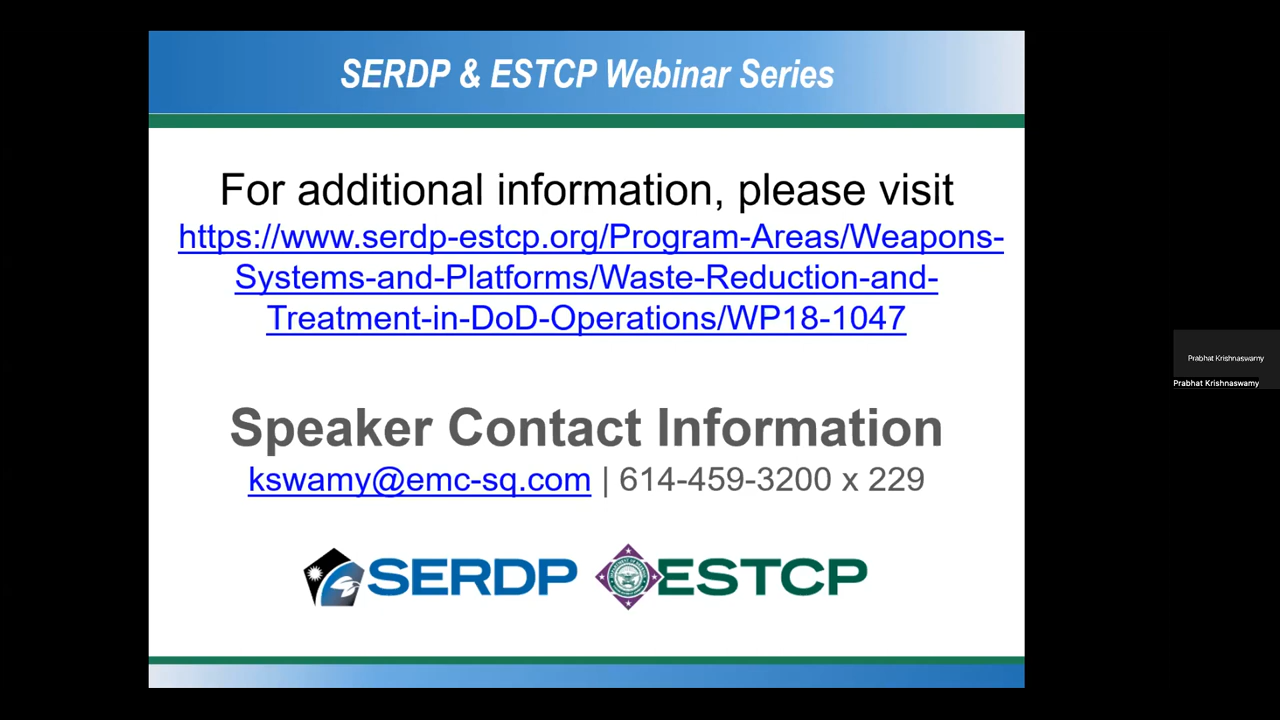 SERDP & ESTCP Webinar Series
For additional information, please visit
https://www.serdp-estcp.org/Program-Areas/Weapons-
Systems-and-Platforms/Waste-Reduction-and-
Treatment-in-DoD-Operations/WP18-1047
Speaker Contact Information
kswamy@emc-sq.com | 614-459-3200 x 229
SERDP ESTCP
Prabhat Krishnaswamy
Prabhat Krishnaswamy